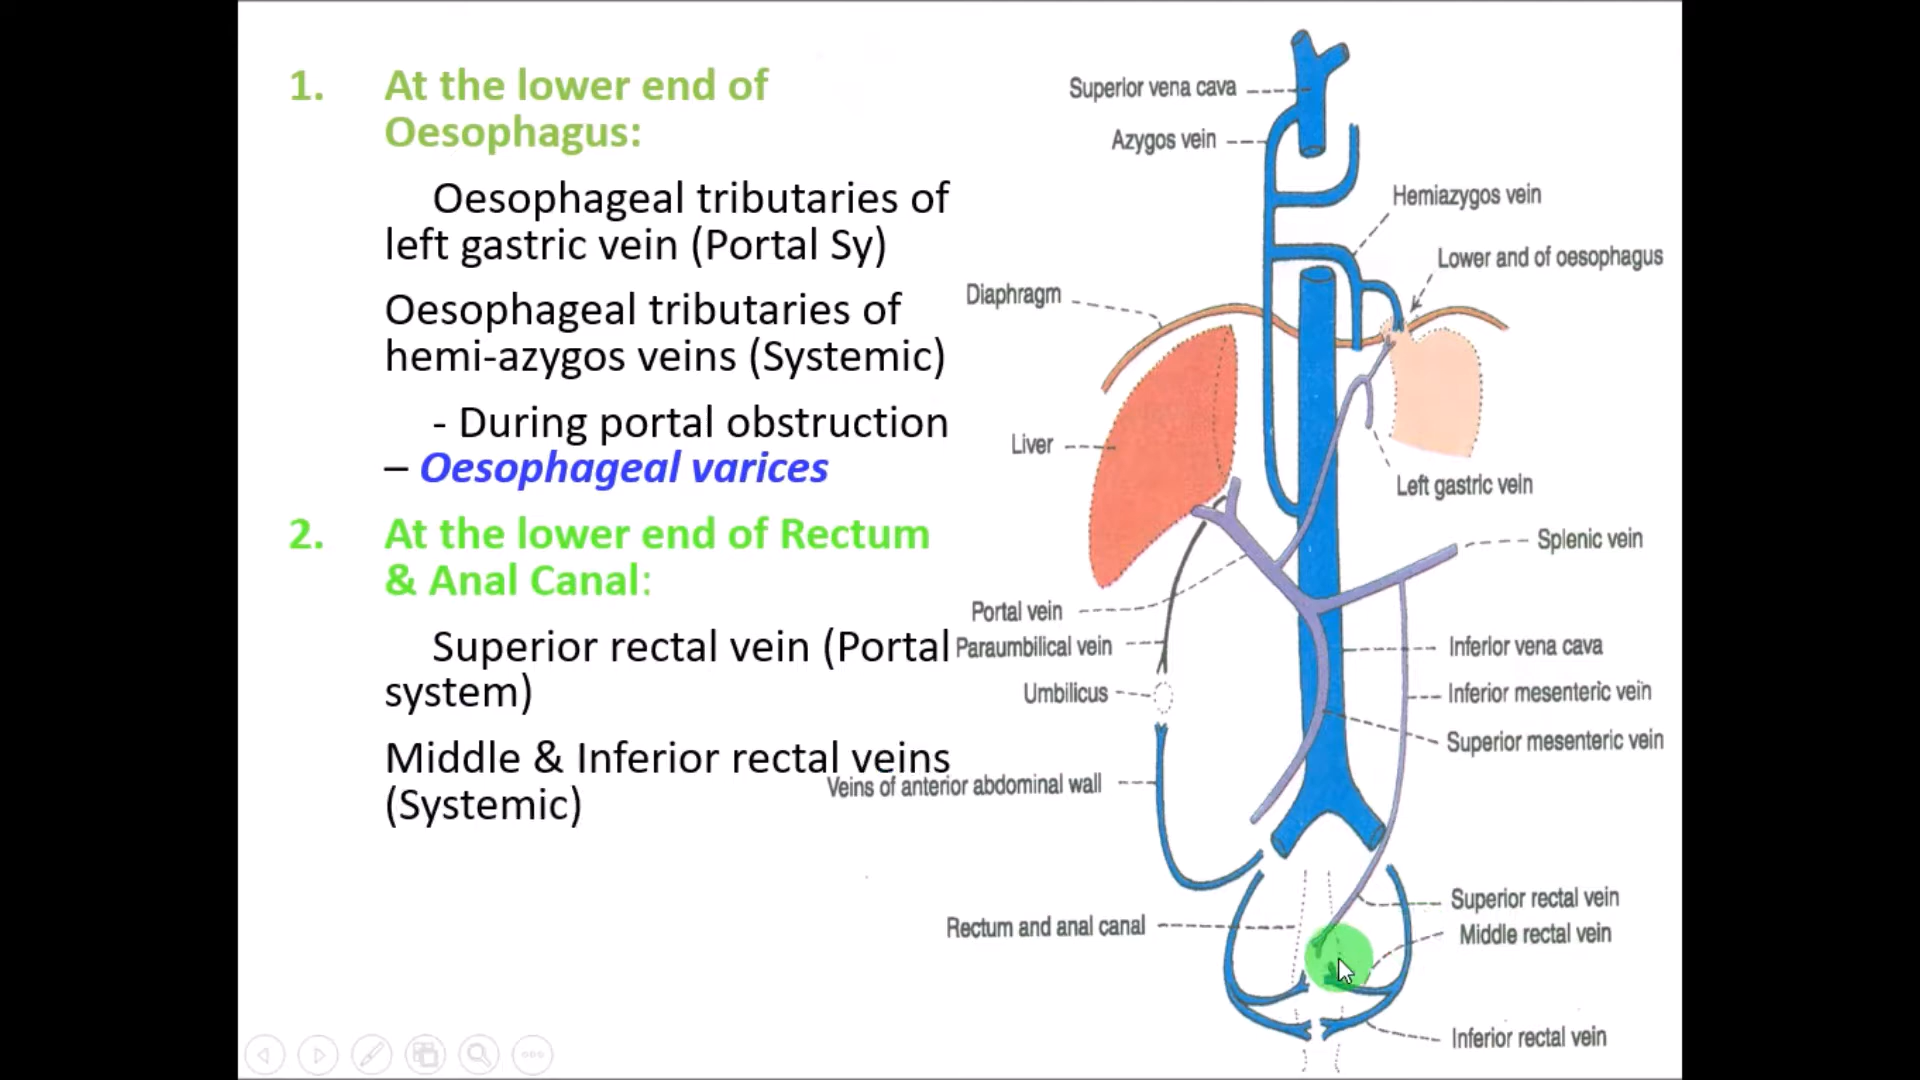 1. At the lower end of
Oesophagus:
Oesophageal tributaries of
left gastric vein (Portal Sy)
Oesophageal tributaries of
hemi-azygos veins (Systemic)
- During portal obstruction
– Oesophageal varices
2. At the lower end of Rectum
& Anal Canal:
Superior rectal vein (Portal
system)
Middle & Inferior rectal veins
(Systemic)
Superior vena cava
Azygos vein
Hemiazygos vein
Lower and of oesophagus
Diaphragm
Liver
Left gastric vein
Splenic vein
Portal vein
Paraumbilical vein
Inferior vena cava
Umbilicus
Inferior mesenteric vein
Superior mesenteric vein
Veins of anterior abdominal wall
Superior rectal vein
Rectum and anal canal
Middle rectal vein
Inferior rectal vein